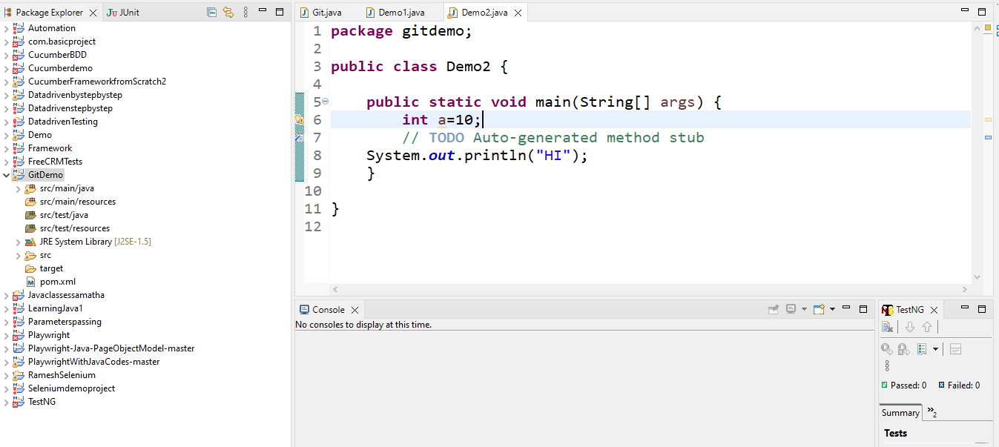 Package Explorer
JUnit
Automation
com.basicproject
CucumberBDD
Cucumberdemo
CucumberFrameworkfromScratch2
Datadrivenbystepbystep
Datadrivenstepbystep
DatadrivenTesting
Demo
Framework
FreeCRMTests
GitDemo
src/main/java
src/main/resources
src/test/java
src/test/resources
JRE System Library [J2SE-1.5]
src
target
pom.xml
Javaclassessamatha
LearningJava1
Parameterspassing
Playwright
Playwright-Java-PageObjectModel-master
PlaywrightWithJavaCodes-master
RameshSelenium
Seleniumdemoproject
TestNG
Git.java
Demo1.java
Demo2.java
1 package gitdemo;
2
3 public class Demo2 {
4
5 public static void main(String[] args) {
6 int a=10;
7 // TODO Auto-generated method stub
8 System.out.println("HI");
9 }
10
11 }
12
Console
No consoles to display at this time.
TestNG
Passed: 0
Failed: 0
Summary
»2
Tests